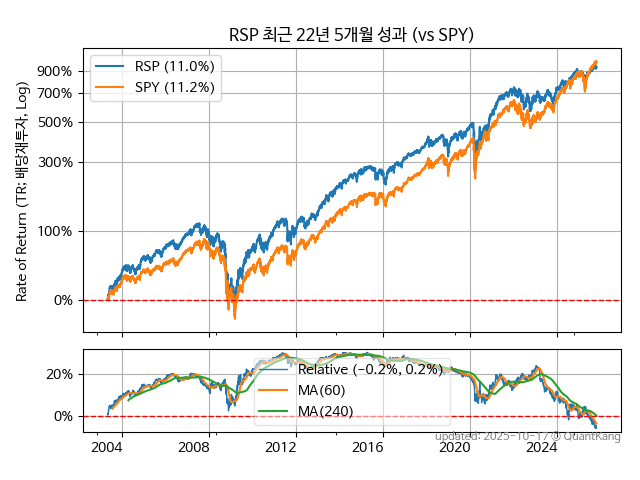 RSP 최근 22년 5개월 성과 (vs SPY)
Rate of Return (TR; 배당재투자, Log)
RSP (11.0%)
SPY (11.2%)
900%
700%
500%
300%
100%
0%
Relative (−0.2%, 0.2%)
MA(60)
MA(240)
20%
0%
2004
2008
2012
2016
2020
2024
updated: 2025-10-17 © QuantKang